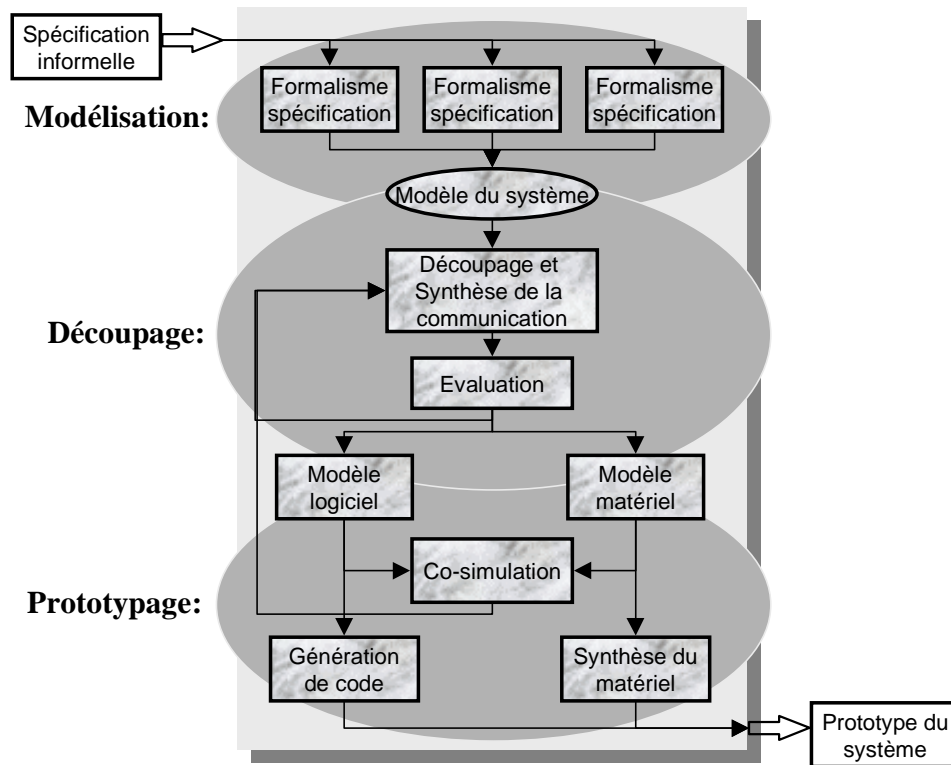 Spécification
informelle
Formalisme
spécification
Formalisme
spécification
Formalisme
spécification
Modélisation:
Modèle du système
Découpage et
Synthèse de la
communication
Découpage:
Evaluation
Modèle
logiciel
Modèle
matériel
Co-simulation
Prototypage:
Génération
de code
Synthèse du
matériel
Prototype du
système